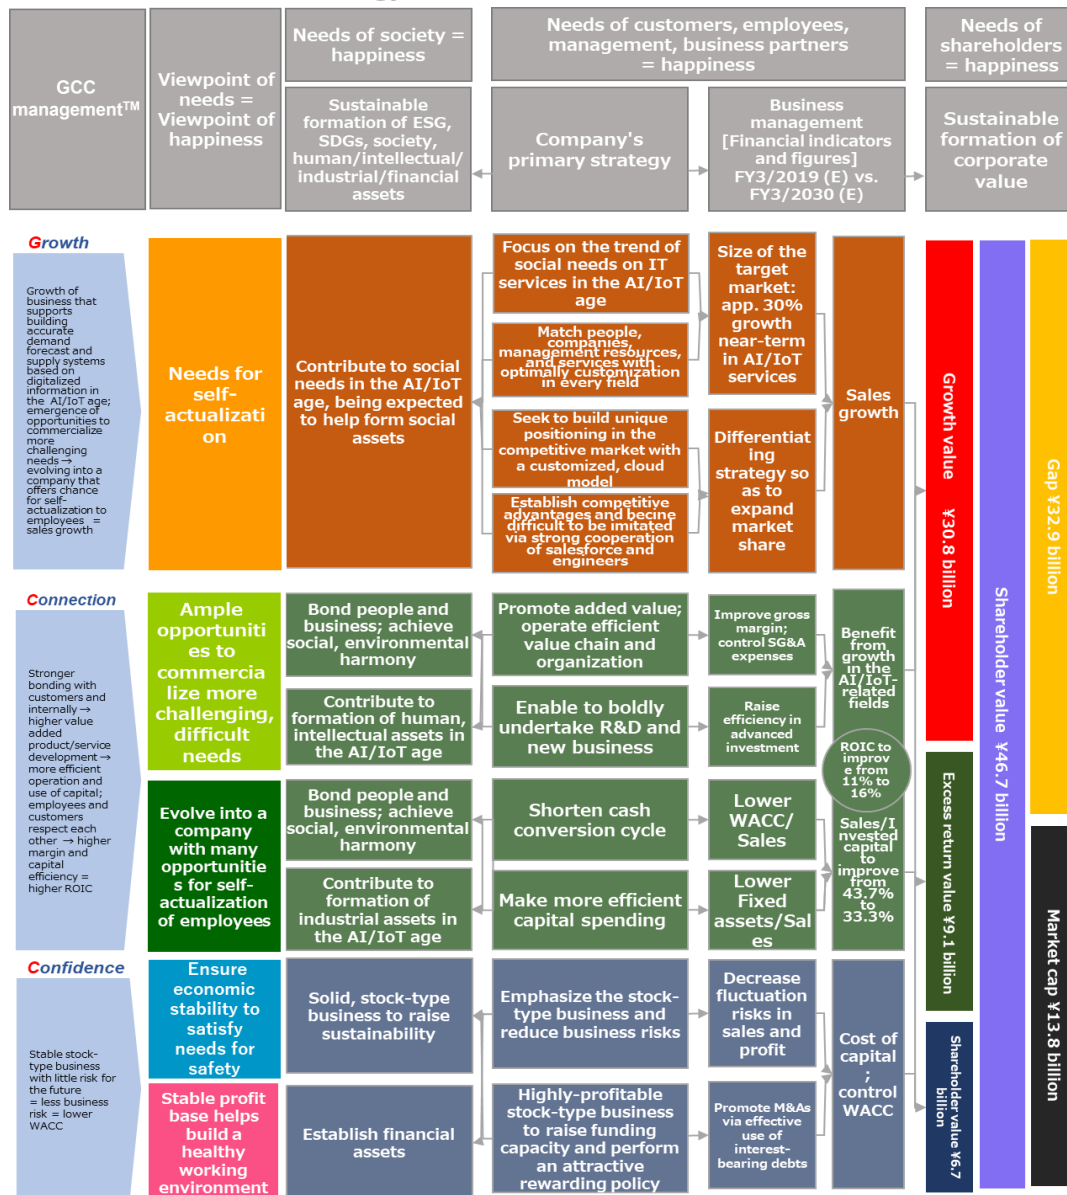 GCC
management™
Viewpoint of
needs =
Viewpoint of
happiness
Needs of society =
happiness
Needs of customers, employees,
management, business partners
= happiness
Needs of
shareholders
= happiness
Sustainable
formation of ESG,
SDGs, society,
human/intellectual/
industrial/financial
assets
Company's
primary strategy
Business
management
[Financial indicators
and figures]
FY3/2019 (E) vs.
FY3/2030 (E)
Sustainable
formation of
corporate
value
Growth
Growth of
business that
supports
building
accurate
demand
forecast and
supply systems
based on
digitalized
information in
the AI/IoT age;
emergence of
opportunities to
commercialize
more
challenging
needs →
evolving into a
company that
offers chance
for self-
actualization to
employees =
sales growth
Needs for
self-
actualizati
on
Contribute to social
needs in the AI/IoT
age, being expected
to help form social
assets
Focus on the trend of
social needs on IT
services in the AI/IoT
age
Match people,
companies,
management resources,
and services with
optimally customization
in every field
Seek to build unique
positioning in the
competitive market with
a customized, cloud
model
Establish competitive
advantages and becine
difficult to be imitated
via strong cooperation
of salesforce and
engineers
Size of the
target
market:
app. 30%
growth
near-term
in AI/IoT
services
Differentiat
ing
strategy so
as to
expand
market
share
Sales
growth
Growth value ¥30.8 billion
Shareholder value ¥46.7 billion
Gap ¥32.9 billion
Connection
Stronger
bonding with
customers and
internally → higher value
added
product/service
development →
more efficient
operation and
use of capital;
employees and
customers
respect each
other → higher
margin and
capital
efficiency =
higher ROIC
Ample
opportuniti
es to
commercia
lize more
challenging,
difficult
needs
Evolve into a
company
with many
opportunitie
s for self-
actualization
of employees
Bond people and
business; achieve
social, environmental
harmony
Contribute to
formation of human,
intellectual assets in
the AI/IoT age
Bond people and
business; achieve
social, environmental
harmony
Contribute to
formation of
industrial assets in
the AI/IoT age
Promote added value;
operate efficient
value chain and
organization
Enable to boldly
undertake R&D and
new business
Shorten cash
conversion cycle
Make more efficient
capital spending
Improve gross
margin;
control SG&A
expenses
Raise
efficiency in
advanced
investment
Lower
WACC/
Sales
Lower
Fixed
assets/Sal
es
Benefit
from
growth in
the
AI/IoT-
related
fields
ROIC to
improv
e from
11% to
16%
Sales/I
nvested
capital to
improve
from
43.7%
to
33.3%
Excess return value ¥9.1 billion
Market cap ¥13.8 billion
Confidence
Stable stock-
type business
with little risk for
the future
= less business
risk = lower
WACC
Ensure
economic
stability to
satisfy
needs for
safety
Stable profit
base helps
build a
healthy
working
environment
Solid, stock-type
business to raise
sustainability
Establish financial
assets
Emphasize the stock-
type business and
reduce business risks
Highly-profitable
stock-type business
to raise funding
capacity and perform
an attractive
rewarding policy
Decrease
fluctuation
risks in
sales and
profit
Promote M&As
via effective
use of
interest-
bearing debts
Cost of
capital
;
control
WACC
Shareholder value ¥6.7
billion